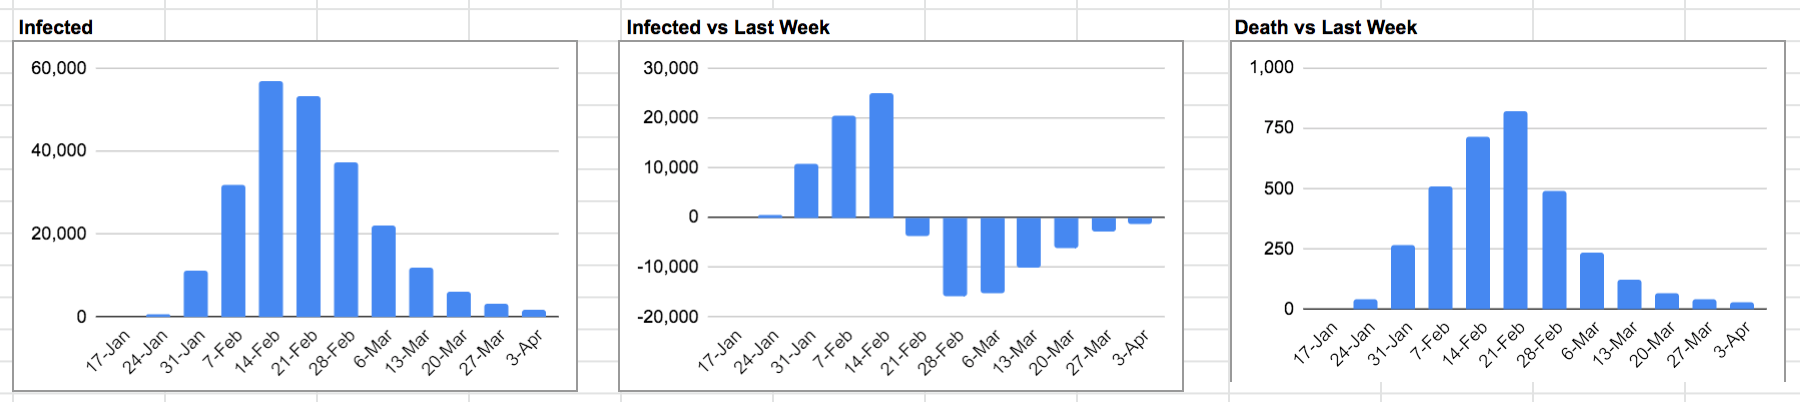 Infected
60,000
40,000
20,000
0
17-Jan
24-Jan
31-Jan
7-Feb
14-Feb
21-Feb
28-Feb
6-Mar
13-Mar
20-Mar
27-Mar
3-Apr
Infected vs Last Week
30,000
20,000
10,000
0
-10,000
-20,000
17-Jan
24-Jan
31-Jan
7-Feb
14-Feb
21-Feb
28-Feb
6-Mar
13-Mar
20-Mar
27-Mar
3-Apr
Death vs Last Week
1,000
750
500
250
0
17-Jan
24-Jan
31-Jan
7-Feb
14-Feb
21-Feb
28-Feb
6-Mar
13-Mar
20-Mar
27-Mar
3-Apr